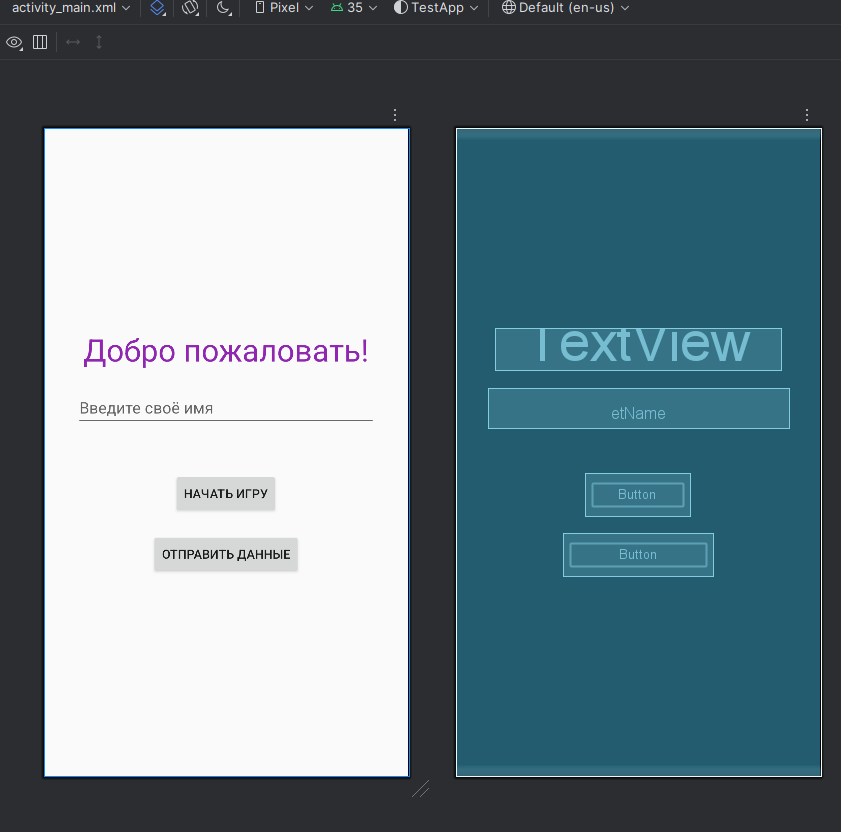 activity_main.xml Pixel 35 TestApp Default (en-us)
Добро пожаловать!
Введите своё имя
НАЧАТЬ ИГРУ
ОТПРАВИТЬ ДАННЫЕ
TextView
etName
Button
Button